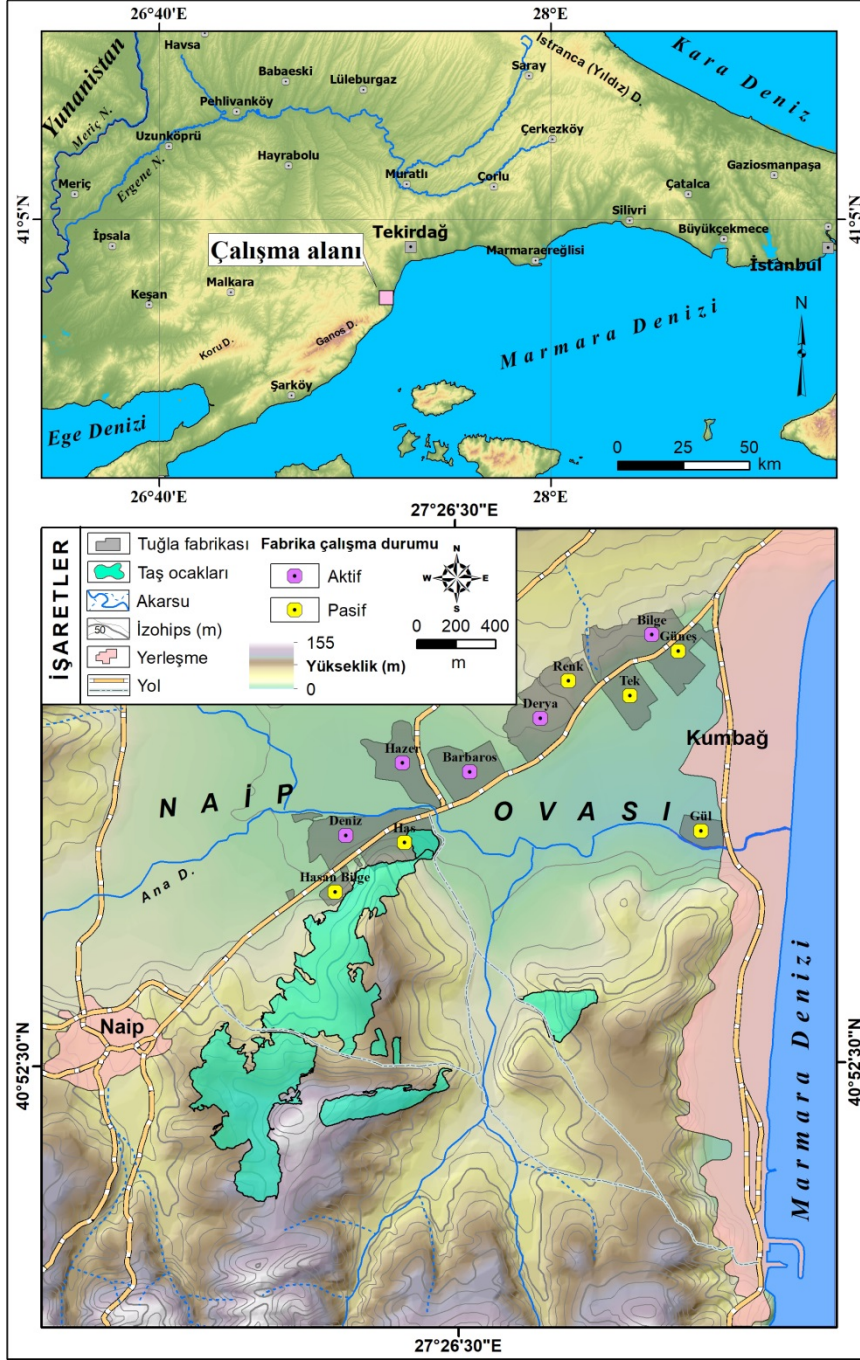 26°40'E
28°E
Havsa
Yunanistan
Meriç N.
Babaeski
Lüleburgaz
Saray
Istranca (Yıldız) D.
Kara Deniz
Pehlivanköy
Uzunköprü
Ergene N.
Hayrabolu
Çerkezköy
Meriç
Muratlı
Çorlu
Çatalca
Gaziosmanpaşa
41°5'N
41°5'N
İpsala
Tekirdağ
Silivri
Büyükçekmece
Çalışma alanı
Marmaraereğlisi
İstanbul
Keşan
Malkara
Koru D.
Ganos D.
Marmara Denizi
N
Şarköy
Ege Denizi
0 25 50
km
26°40'E
28°E
27°26'30"E
İŞARETLER
Tuğla fabrikası
Taş ocakları
Akarsu
50
İzohips (m)
Yerleşme
Yol
Fabrika çalışma durumu
Aktif
Pasif
155
Yükseklik (m)
0
N
W
E
S
0 200 400
m
Bilge
Güneş
Renk
Tek
Derya
Kumbağ
Hazer
Barbaros
NAİP OVASI
Deniz
Has
Gül
Ana D.
Hasan Bilge
Marmara Denizi
Naip
40°52'30"N
40°52'30"N
27°26'30"E